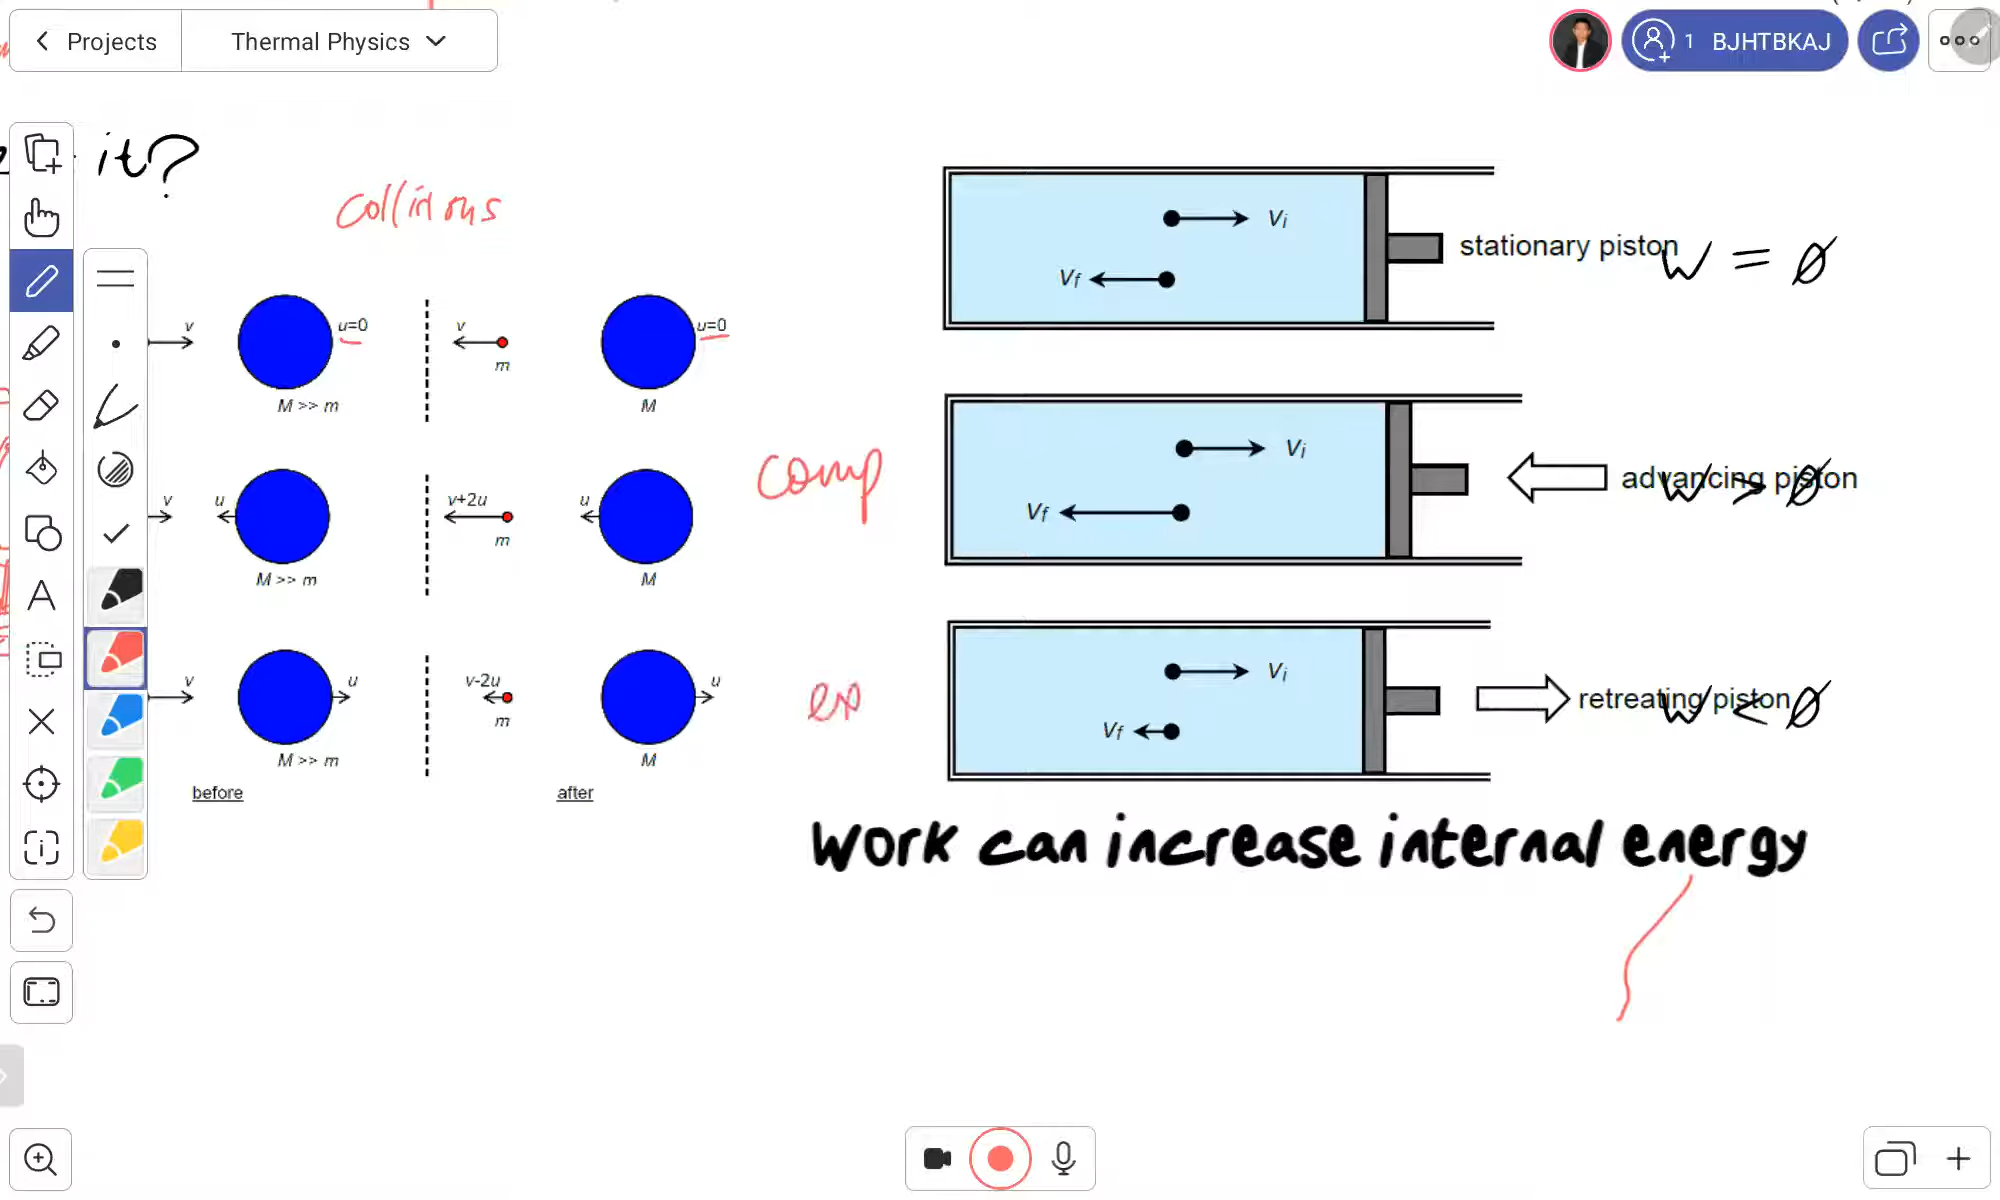 Projects
Thermal Physics
1 BJHTBKAJ
it?
collisions
v
u=0
v
m
u=0
M >> m
M
v
u
v+2u
m
u
M >> m
M
v
u
v-2u
m
u
M >> m
M
before
after
comp
ex
Vi
Vf
stationary piston
W = 0
Vi
Vf
advancing piston
W > 0
Vi
Vf
retreating piston
W < 0
Work can increase internal energy
A